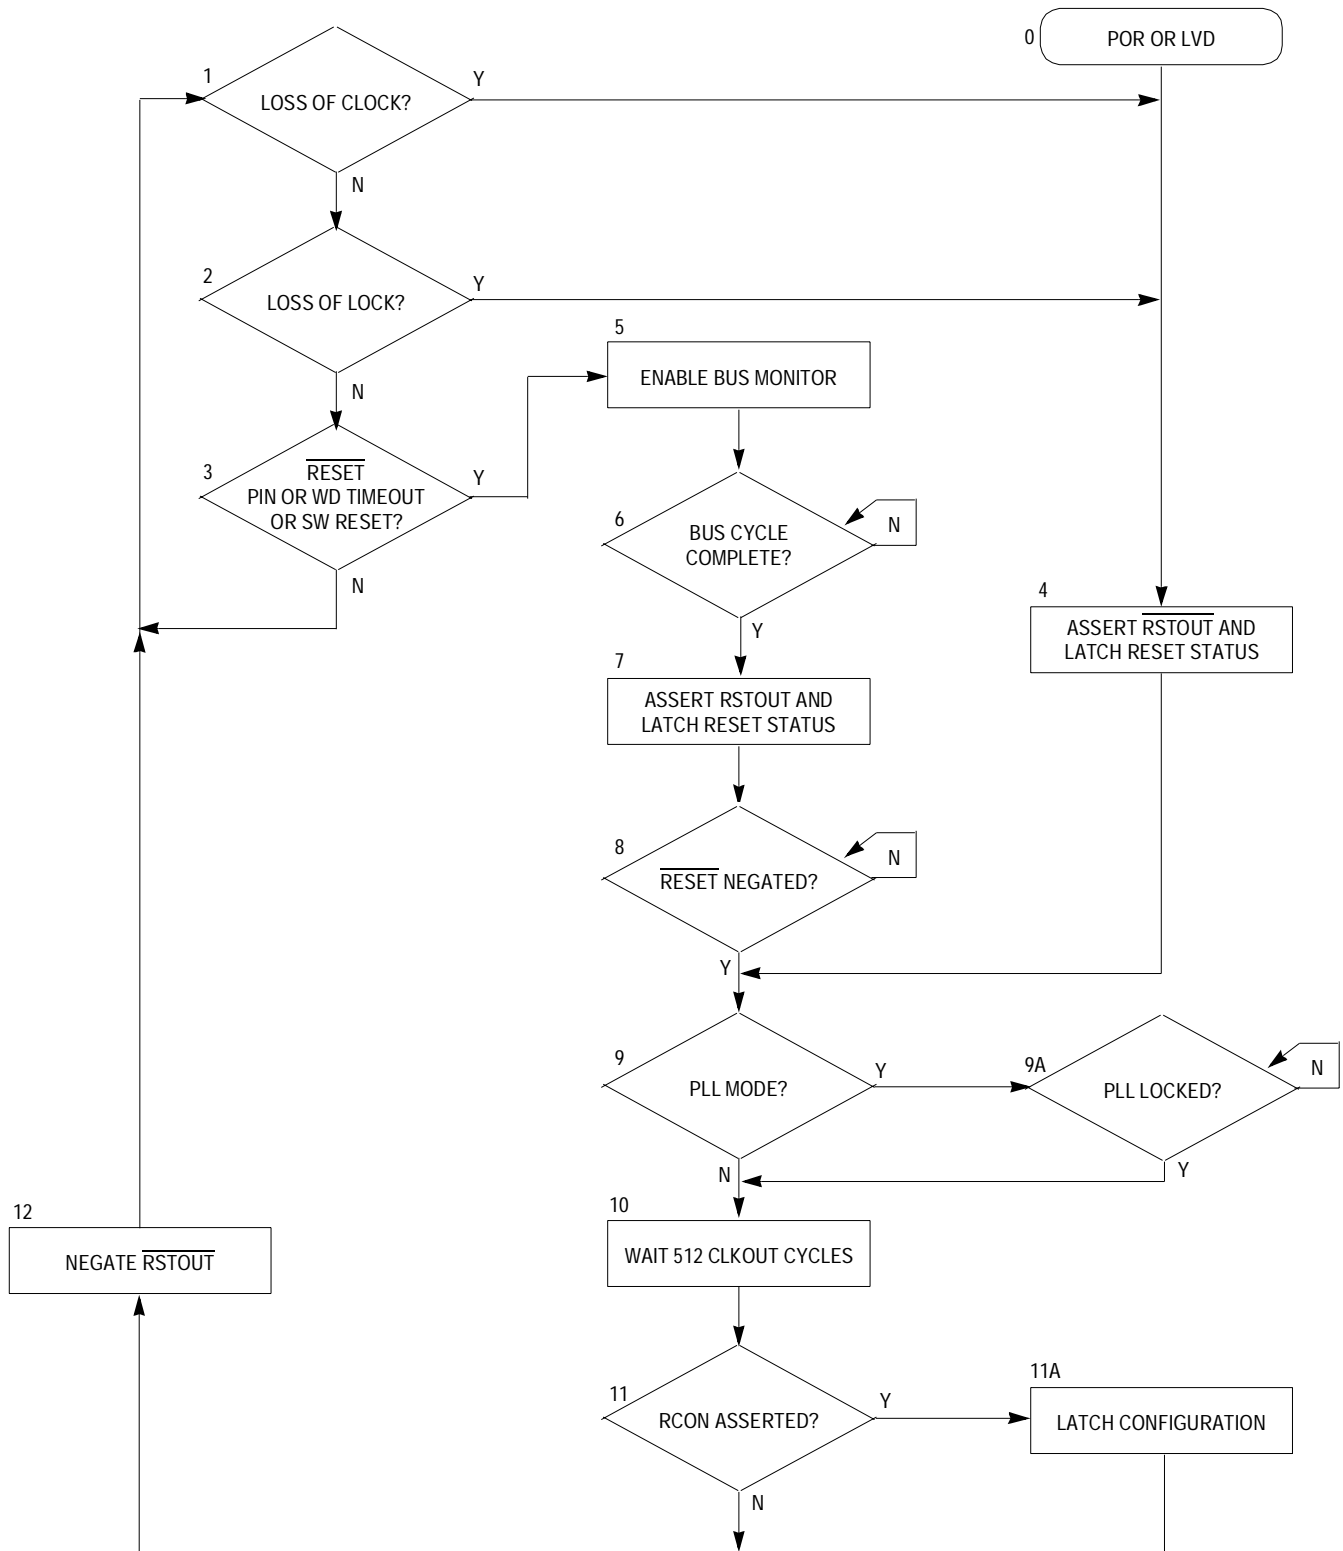 0
POR OR LVD
1
LOSS OF CLOCK?
Y
N
2
LOSS OF LOCK?
Y
N
3
RESET
PIN OR WD TIMEOUT
OR SW RESET?
Y
N
5
ENABLE BUS MONITOR
6
BUS CYCLE
COMPLETE?
N
Y
4
ASSERT RSTOUT AND
LATCH RESET STATUS
7
ASSERT RSTOUT AND
LATCH RESET STATUS
8
RESET NEGATED?
N
Y
9
PLL MODE?
Y
N
9A
PLL LOCKED?
N
Y
10
WAIT 512 CLKOUT CYCLES
12
NEGATE RSTOUT
11
RCON ASSERTED?
Y
N
11A
LATCH CONFIGURATION